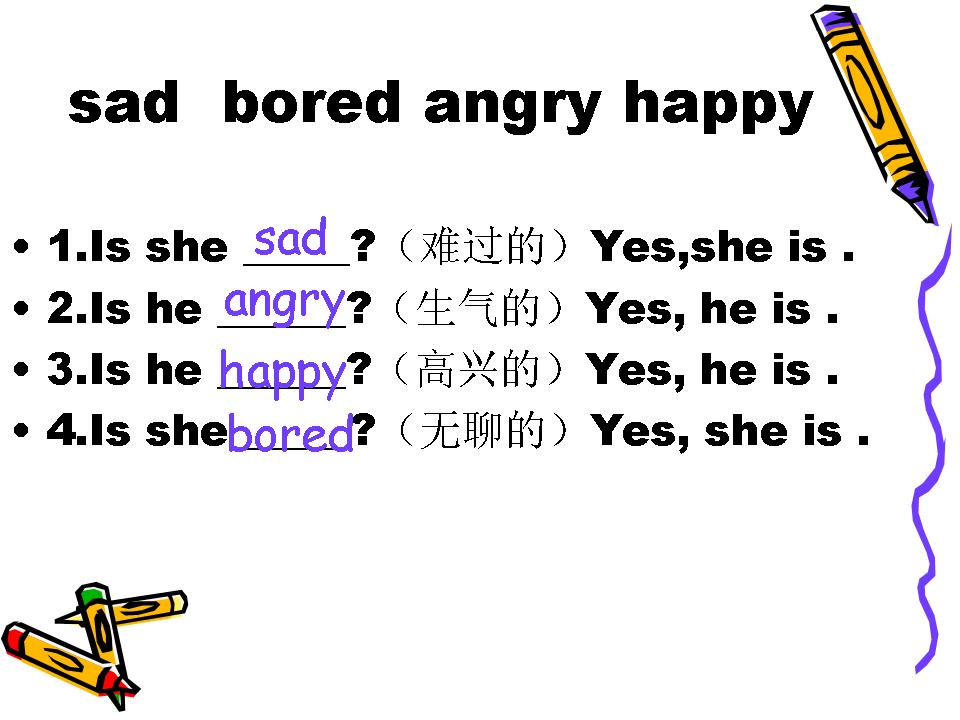 sad bored angry happy
• 1.Is she sad?（难过的）Yes,she is .
• 2.Is he angry?（生气的）Yes, he is .
• 3.Is he happy?（高兴的）Yes, he is .
• 4.Is she bored?（无聊的）Yes, she is .